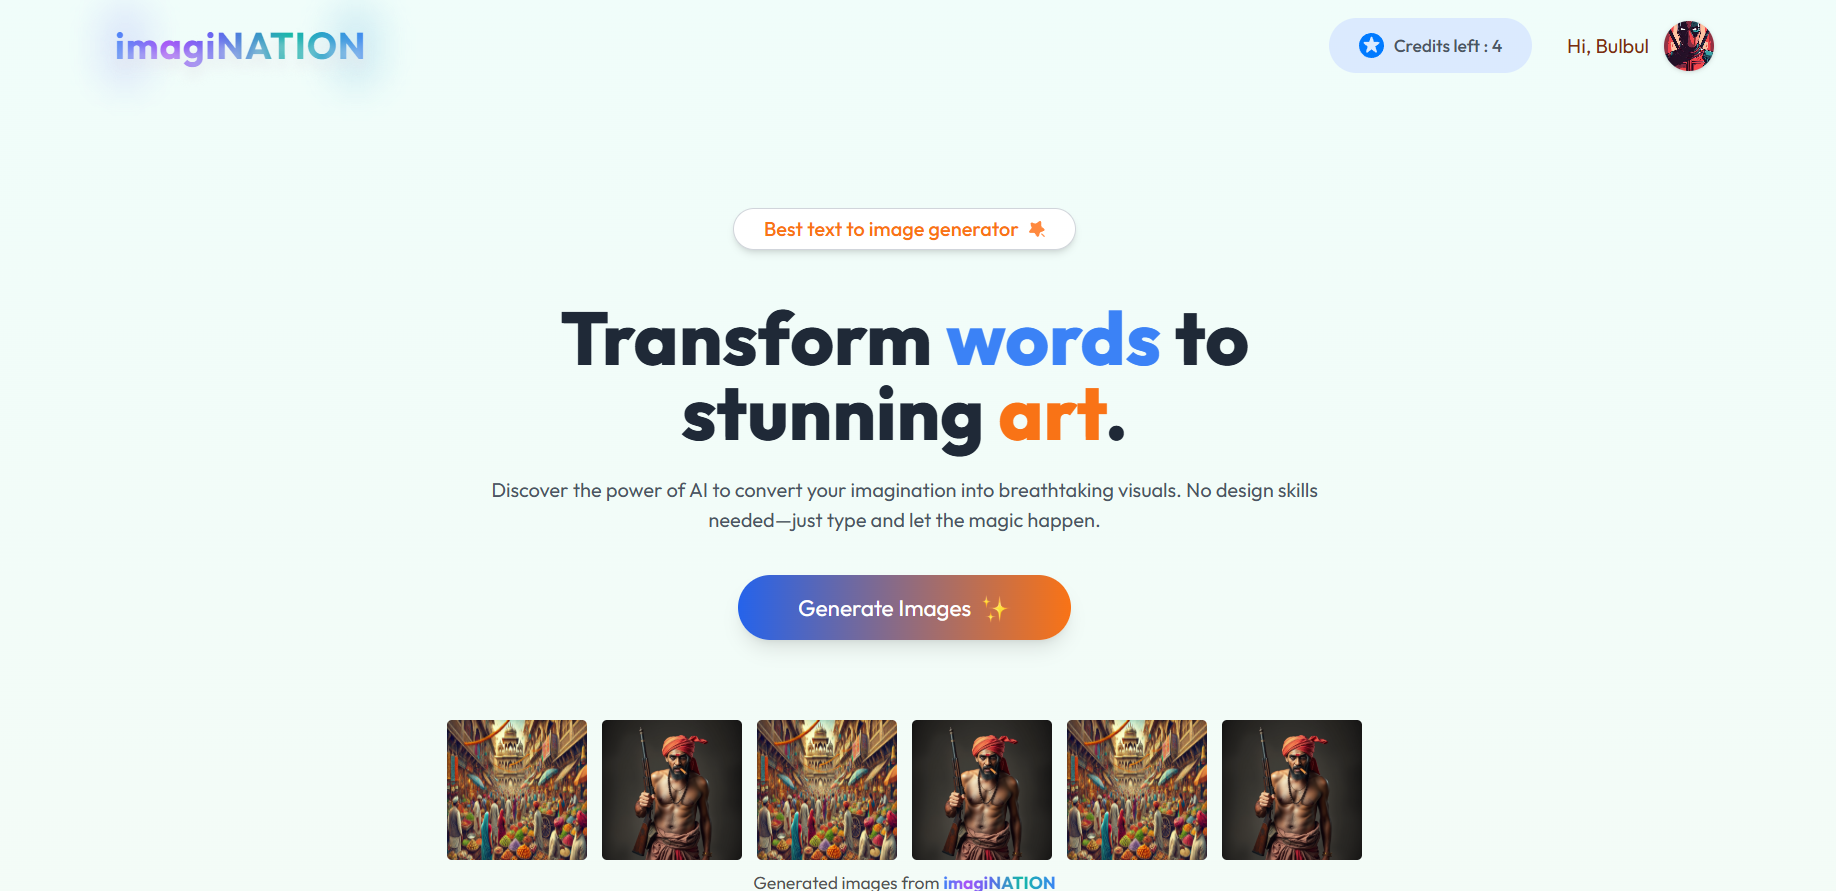 imagiNATION
Credits left : 4
Hi, Bulbul
Best text to image generator
Transform words to
stunning art.
Discover the power of AI to convert your imagination into breathtaking visuals. No design skills
needed—just type and let the magic happen.
Generate Images ✨
Generated images from imagiNATION